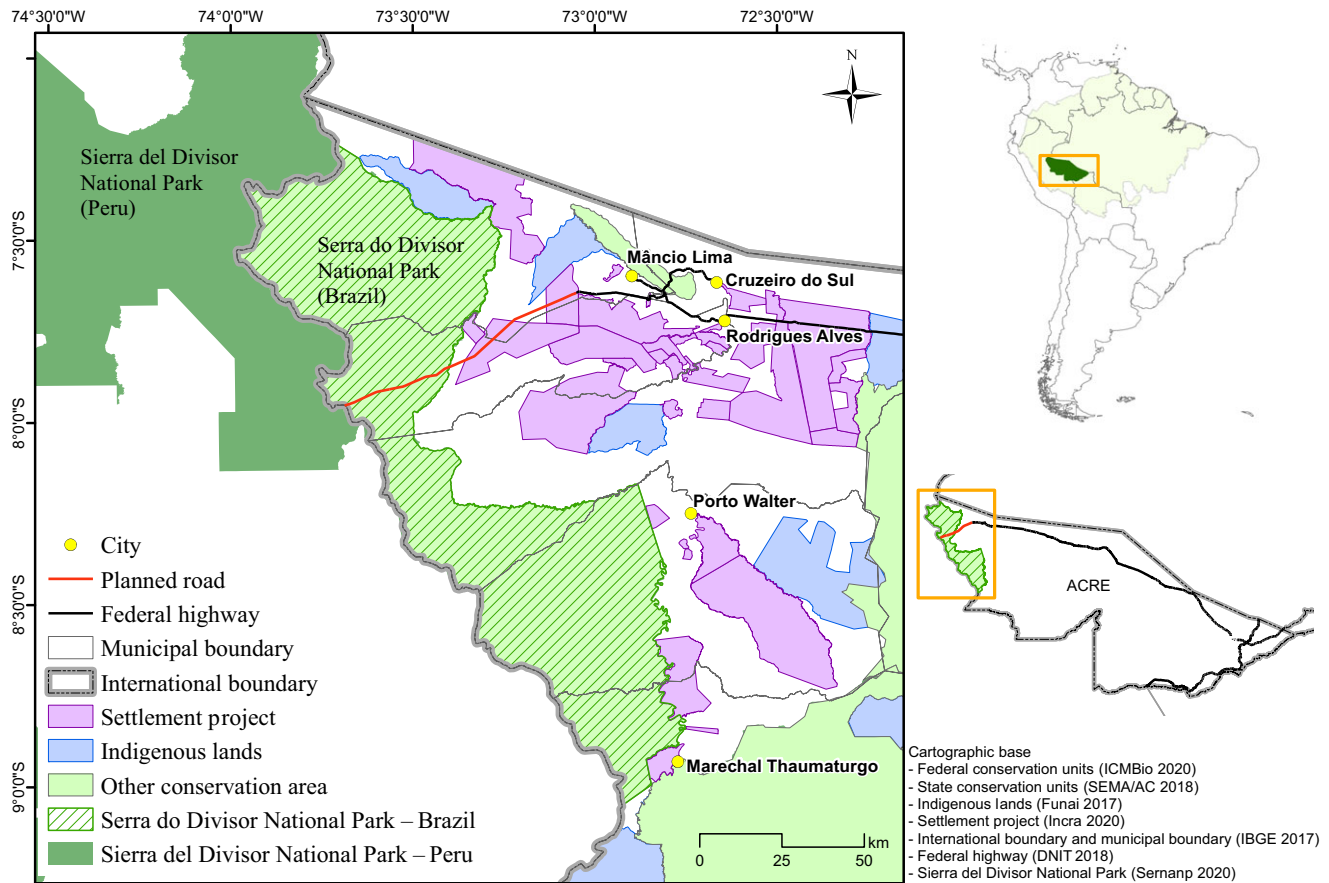 74°30'0"W
74°0'0"W
73°30'0"W
73°0'0"W
72°30'0"W
7°30'0"S
8°0'0"S
8°30'0"S
9°0'0"S
N
Sierra del Divisor
National Park
(Peru)
Serra do Divisor
National Park
(Brazil)
Mâncio Lima
Cruzeiro do Sul
Rodrigues Alves
Porto Walter
Marechal Thaumaturgo
City
Planned road
Federal highway
Municipal boundary
International boundary
Settlement project
Indigenous lands
Other conservation area
Serra do Divisor National Park – Brazil
Sierra del Divisor National Park – Peru
km
0 25 50
ACRE
Cartographic base
- Federal conservation units (ICMBio 2020)
- State conservation units (SEMA/AC 2018)
- Indigenous lands (Funai 2017)
- Settlement project (Incra 2020)
- International boundary and municipal boundary (IBGE 2017)
- Federal highway (DNIT 2018)
- Sierra del Divisor National Park (Sernanp 2020)